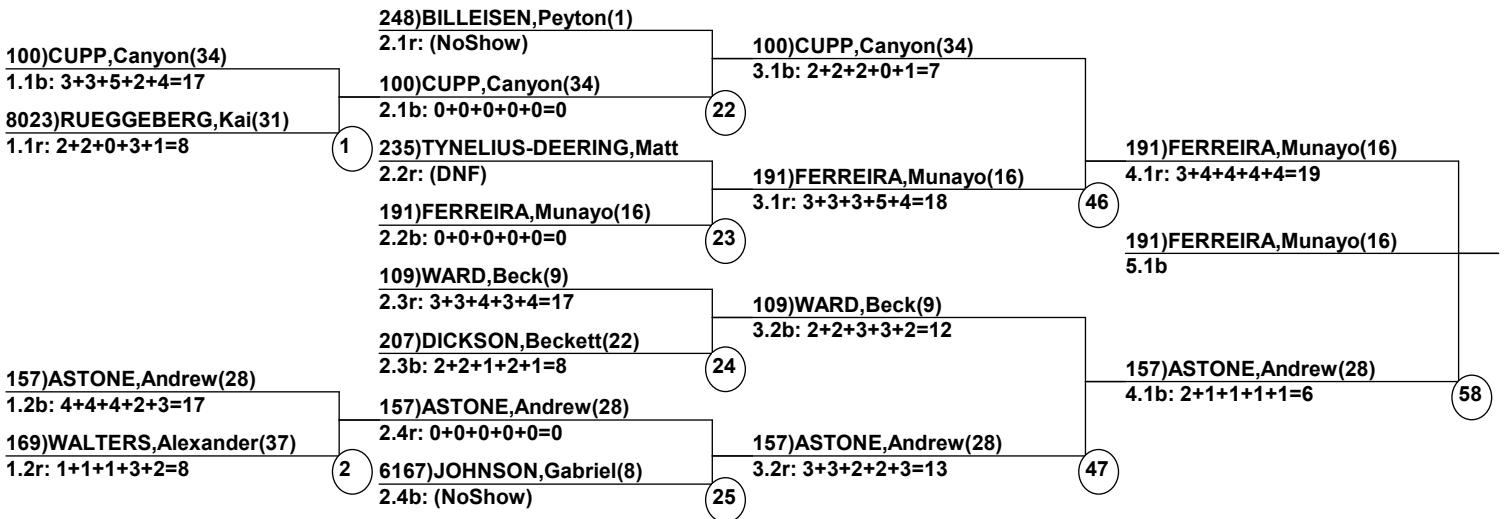 100)CUPP,Canyon(34)
1.1b: 3+3+5+2+4=17
8023)RUEGGEBERG,Kai(31)
1.1r: 2+2+0+3+1=8
1
157)ASTONE,Andrew(28)
1.2b: 4+4+4+2+3=17
169)WALTERS,Alexander(37)
1.2r: 1+1+1+3+2=8
2
248)BILLEISEN,Peyton(1)
2.1r: (NoShow)
100)CUPP,Canyon(34)
2.1b: 0+0+0+0+0=0
22
235)TYNELIUS-DEERING,Matt
2.2r: (DNF)
191)FERREIRA,Munayo(16)
2.2b: 0+0+0+0+0=0
23
109)WARD,Beck(9)
2.3r: 3+3+4+3+4=17
207)DICKSON,Beckett(22)
2.3b: 2+2+1+2+1=8
24
157)ASTONE,Andrew(28)
2.4r: 0+0+0+0+0=0
6167)JOHNSON,Gabriel(8)
2.4b: (NoShow)
25
100)CUPP,Canyon(34)
3.1b: 2+2+2+0+1=7
191)FERREIRA,Munayo(16)
3.1r: 3+3+3+5+4=18
46
109)WARD,Beck(9)
3.2b: 2+2+3+3+2=12
157)ASTONE,Andrew(28)
3.2r: 3+3+2+2+3=13
47
191)FERREIRA,Munayo(16)
4.1r: 3+4+4+4+4=19
191)FERREIRA,Munayo(16)
5.1b
157)ASTONE,Andrew(28)
4.1b: 2+1+1+1+1=6
58